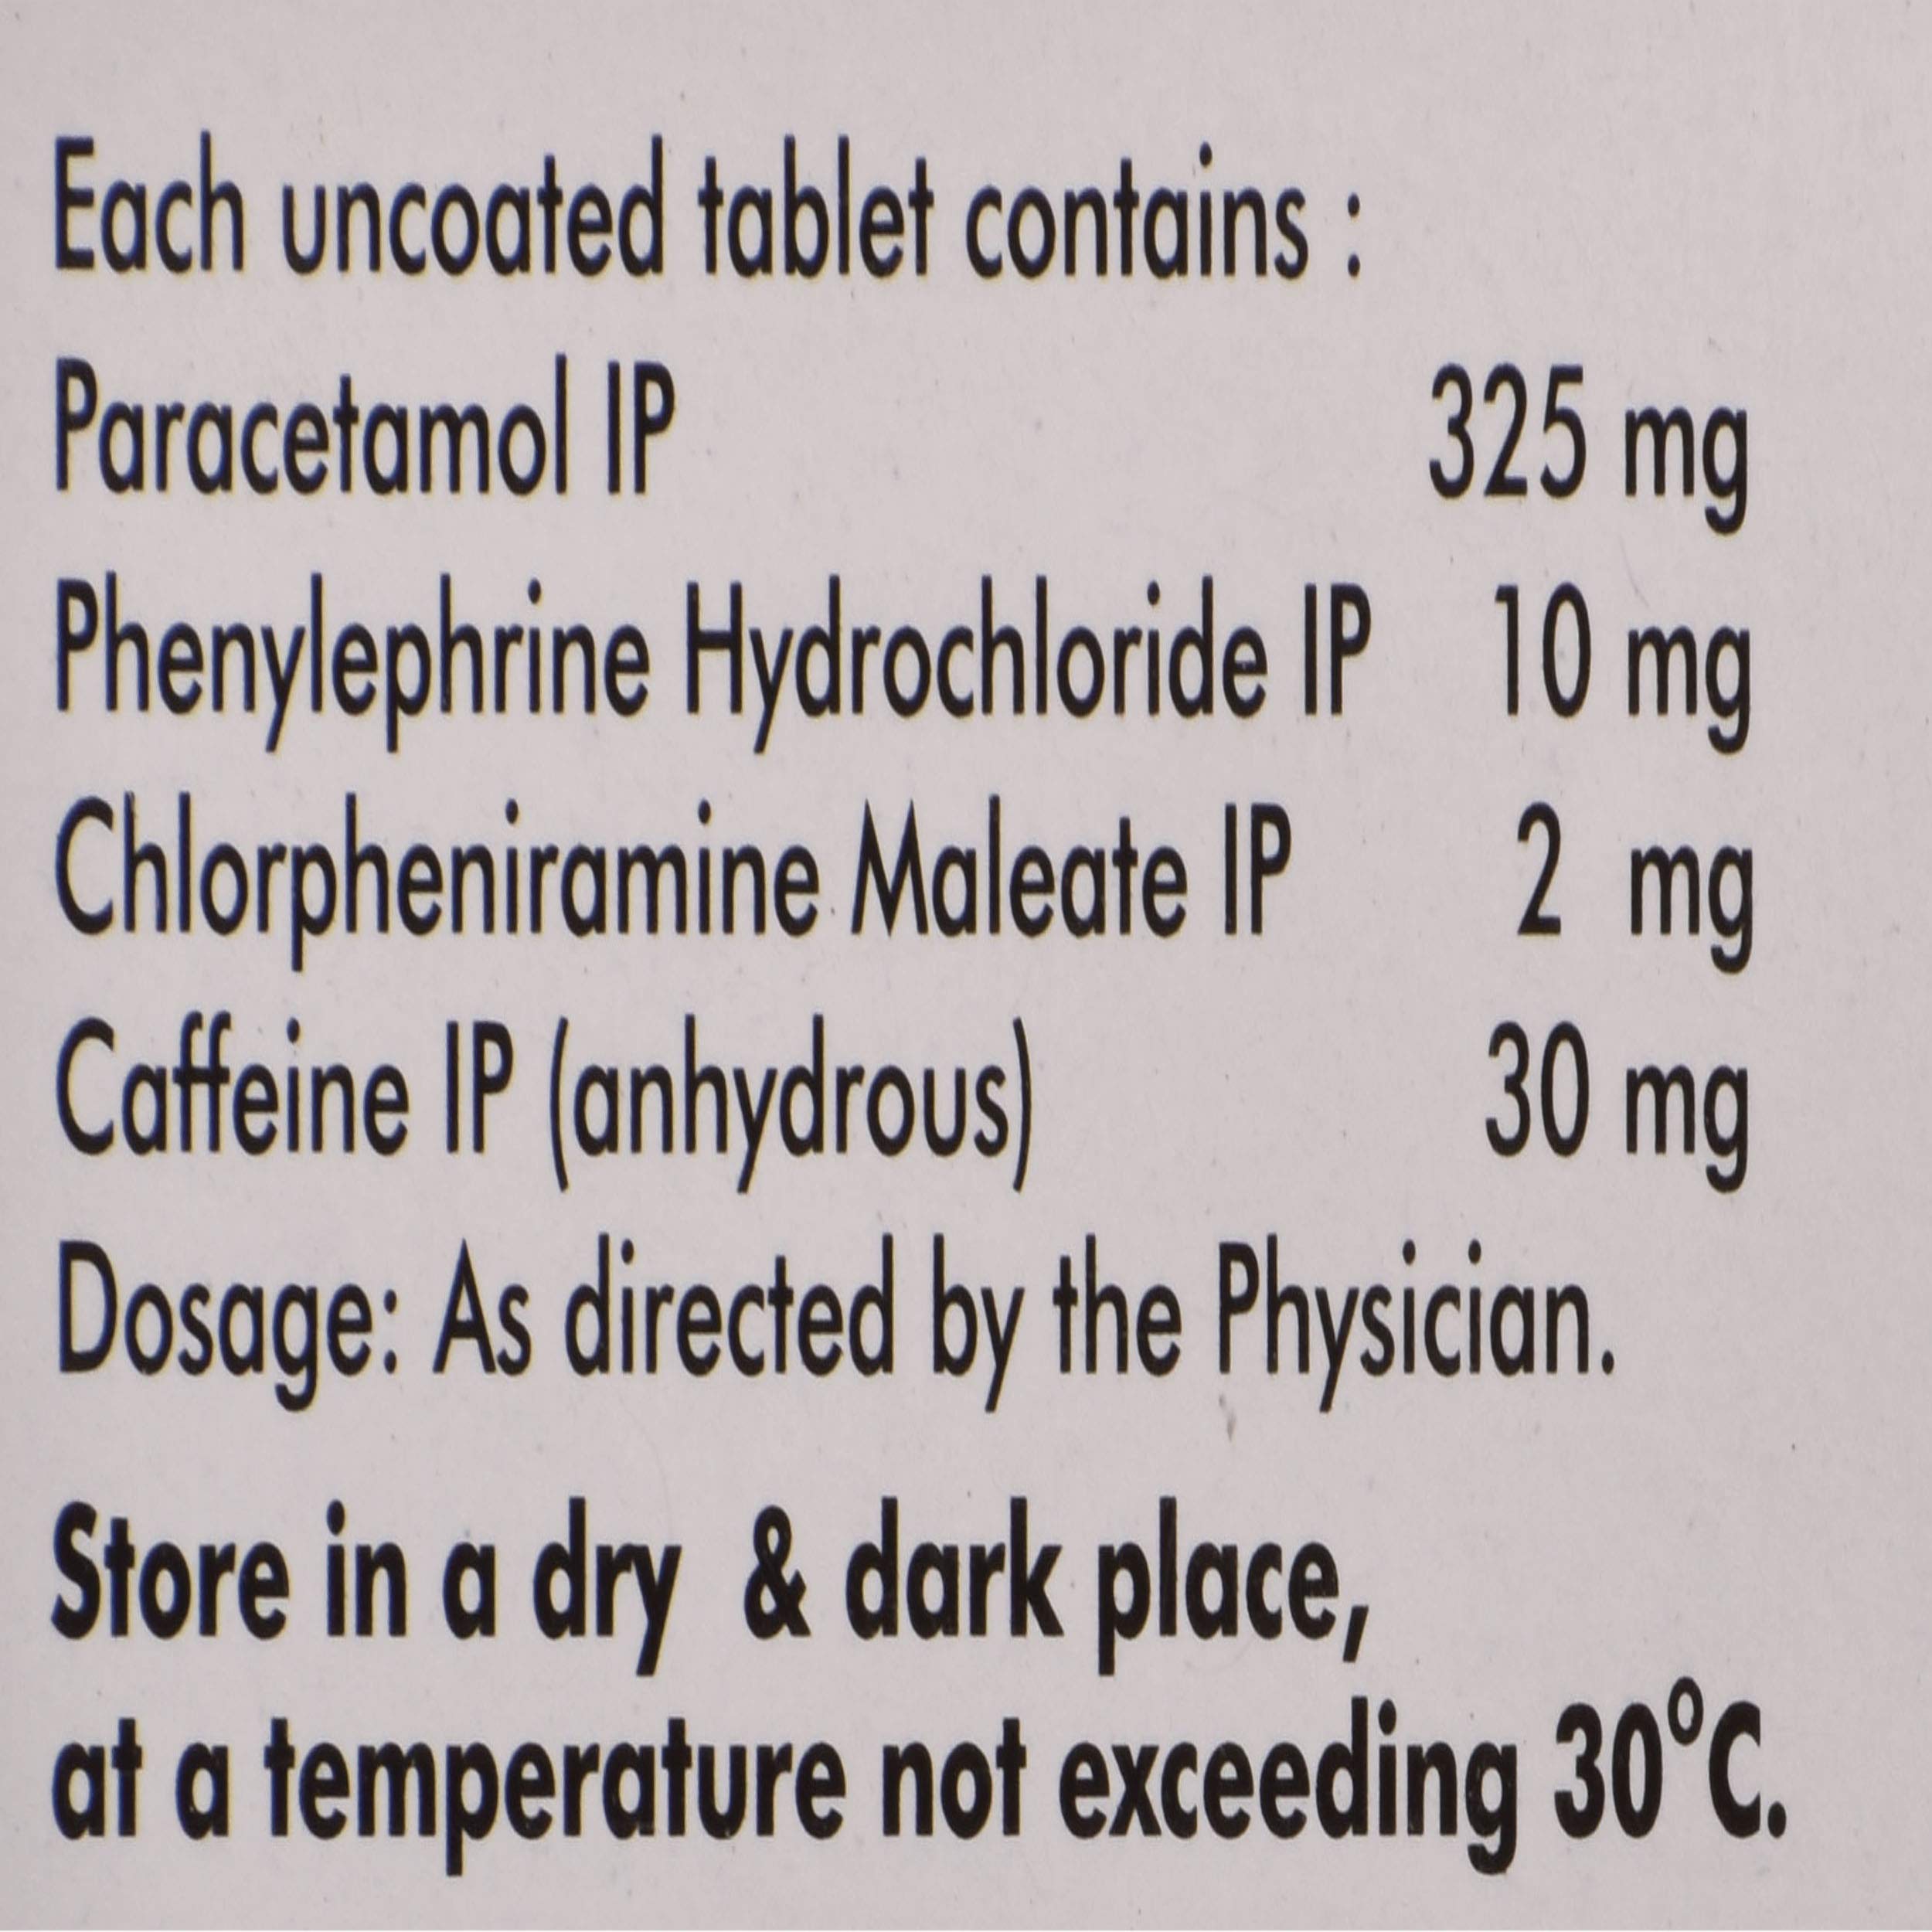 Each uncoated tablet contains :
Paracetamol IP 325 mg
Phenylephrine Hydrochloride IP 10 mg
Chlorpheniramine Maleate IP 2 mg
Caffeine IP (anhydrous) 30 mg
Dosage: As directed by the Physician.
Store in a dry & dark place,
at a temperature not exceeding 30°C.